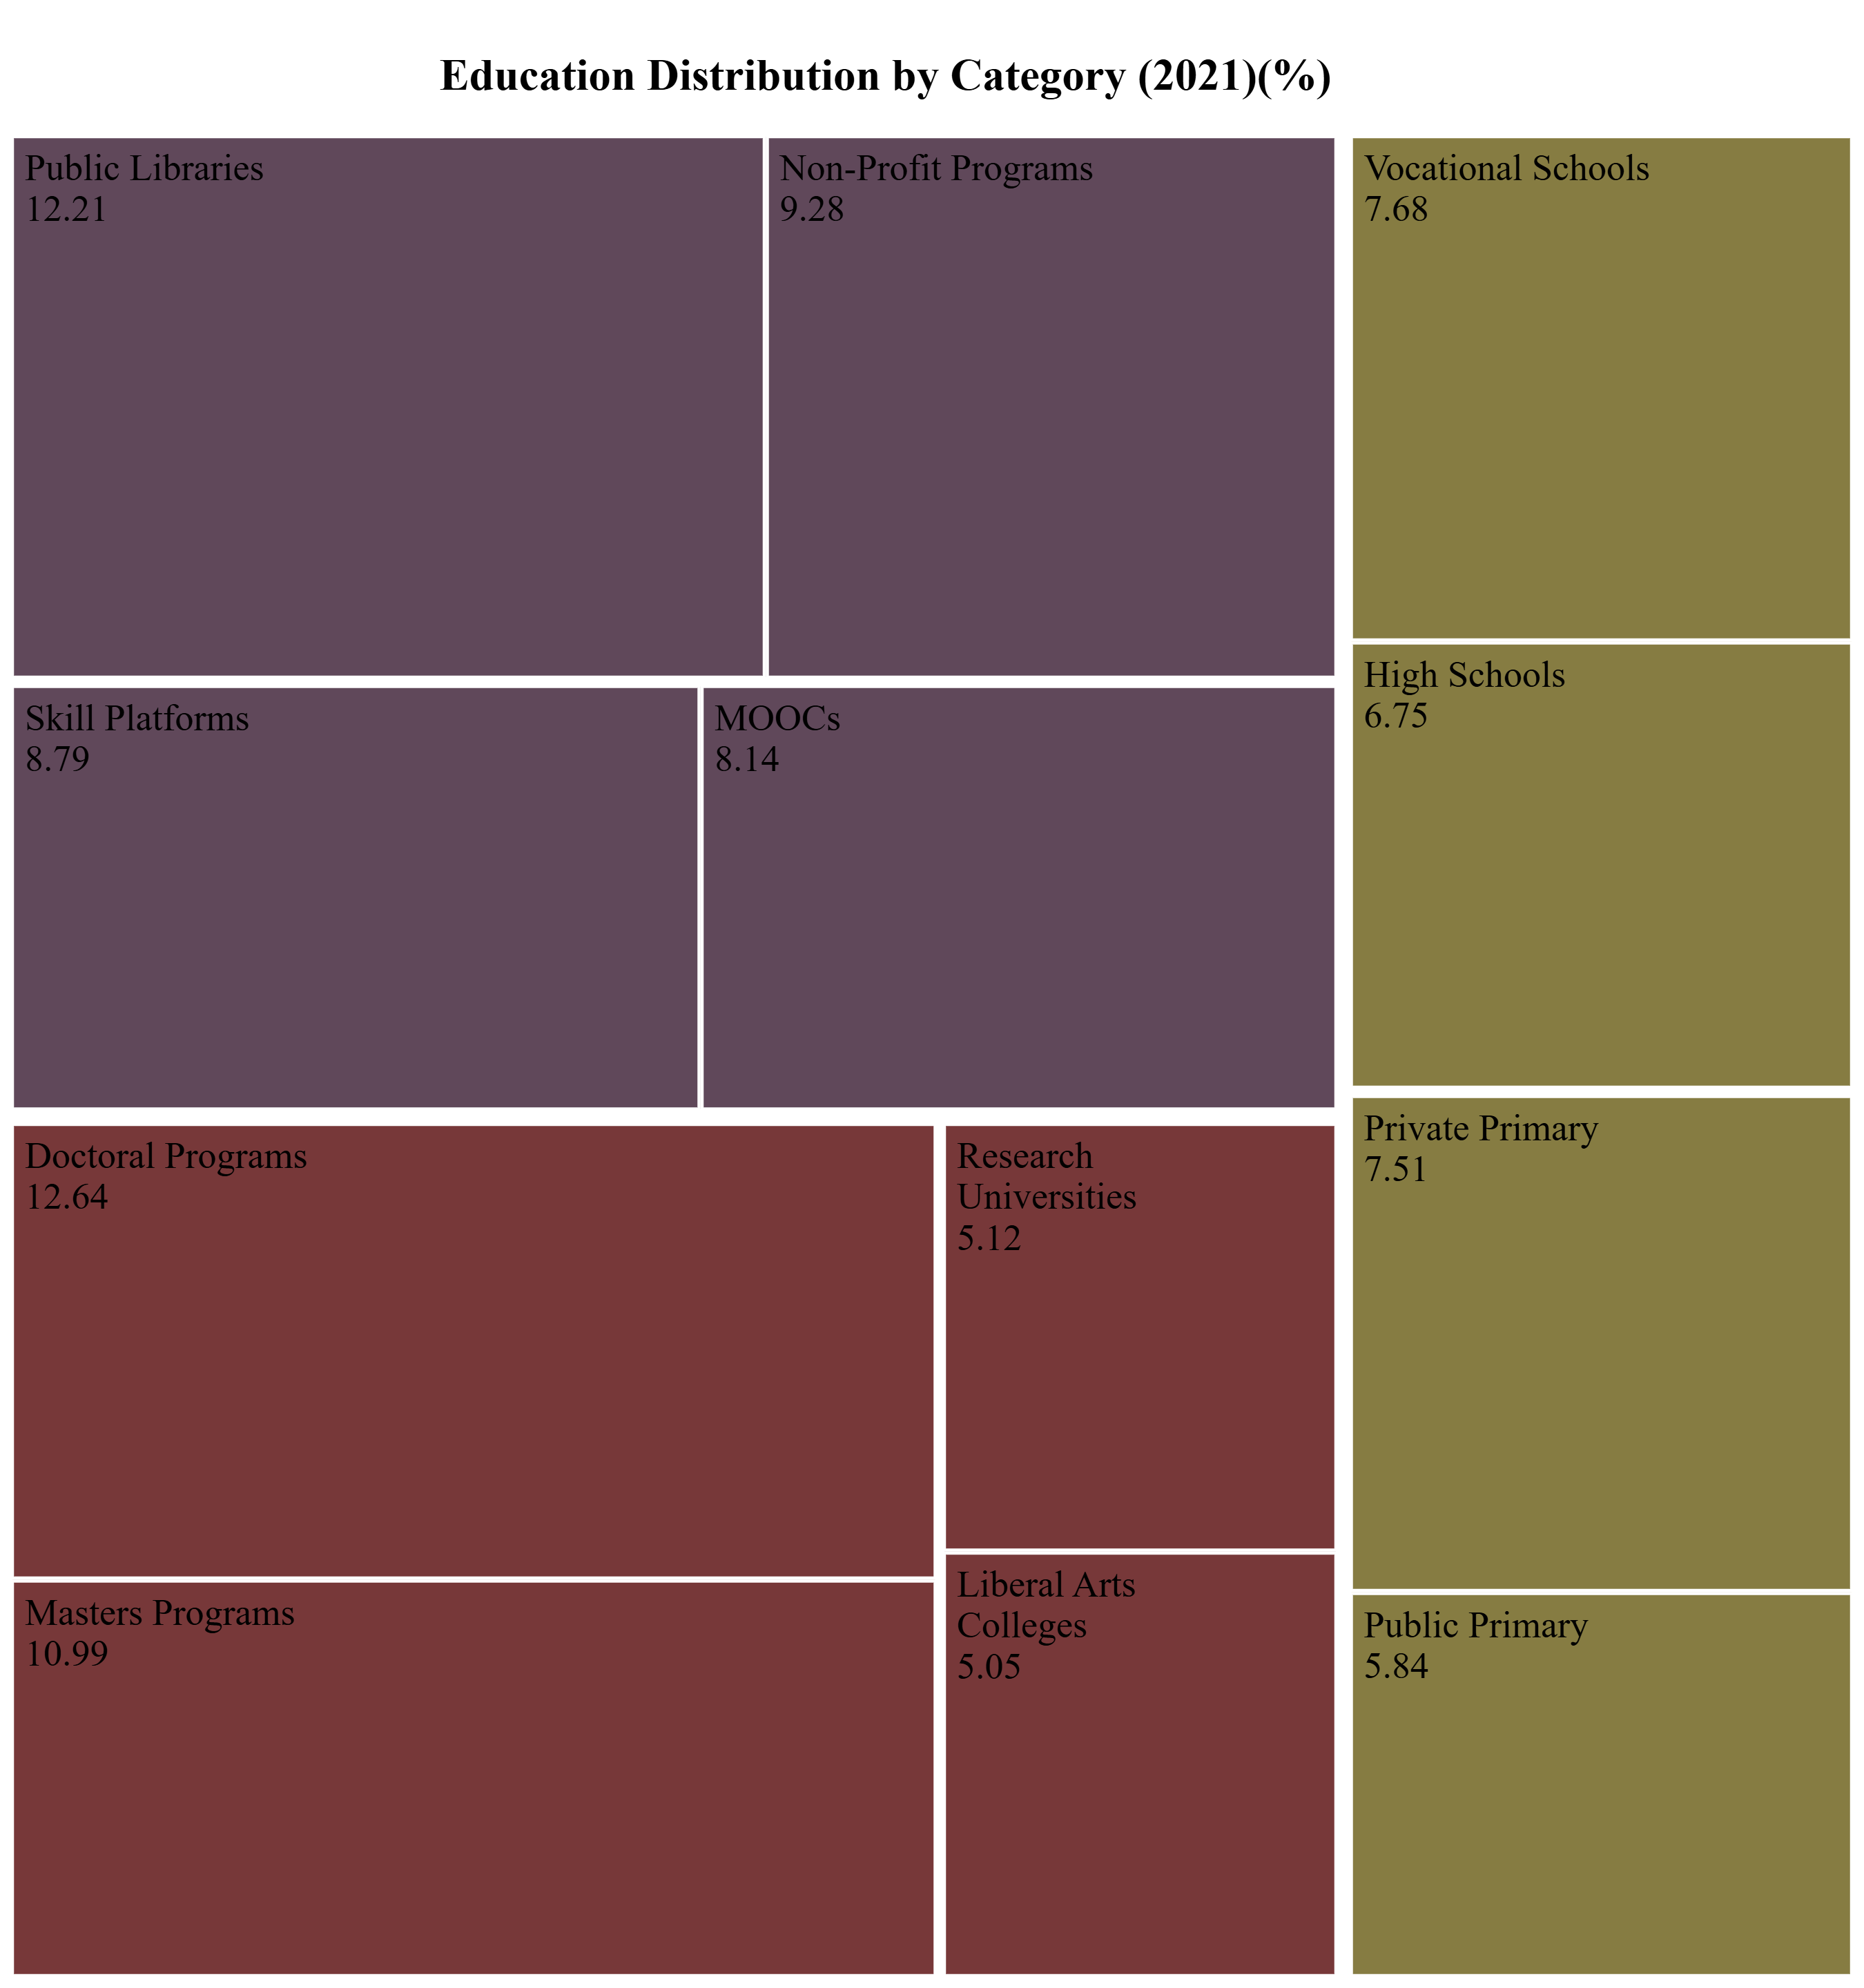 Education Distribution by Category (2021)(%)
Public Libraries
12.21
Non-Profit Programs
9.28
Vocational Schools
7.68
High Schools
6.75
Skill Platforms
8.79
MOOCs
8.14
Private Primary
7.51
Doctoral Programs
12.64
Research
Universities
5.12
Liberal Arts
Colleges
5.05
Masters Programs
10.99
Public Primary
5.84